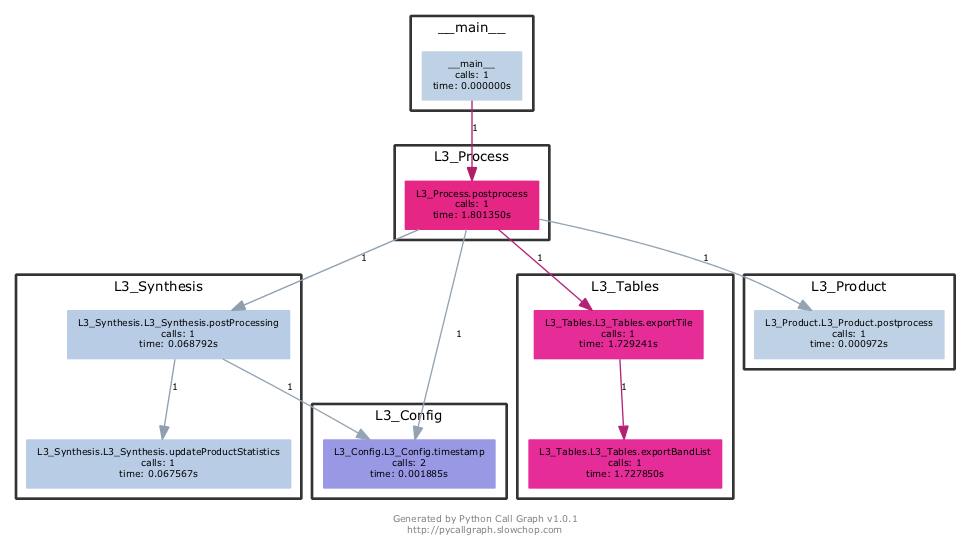 __main__
__main__
calls: 1
time: 0.000000s
1
L3_Process
L3_Process.postprocess
calls: 1
time: 1.801350s
1
1
1
1
L3_Synthesis
L3_Synthesis.L3_Synthesis.postProcessing
calls: 1
time: 0.068792s
L3_Tables
L3_Tables.L3_Tables.exportTile
calls: 1
time: 1.729241s
L3_Product
L3_Product.L3_Product.postprocess
calls: 1
time: 0.000972s
1
1
1
L3_Synthesis.L3_Synthesis.updateProductStatistics
calls: 1
time: 0.067567s
L3_Config
L3_Config.L3_Config.timestamp
calls: 2
time: 0.001885s
L3_Tables.L3_Tables.exportBandList
calls: 1
time: 1.727850s
Generated by Python Call Graph v1.0.1
http://pycallgraph.slowchop.com